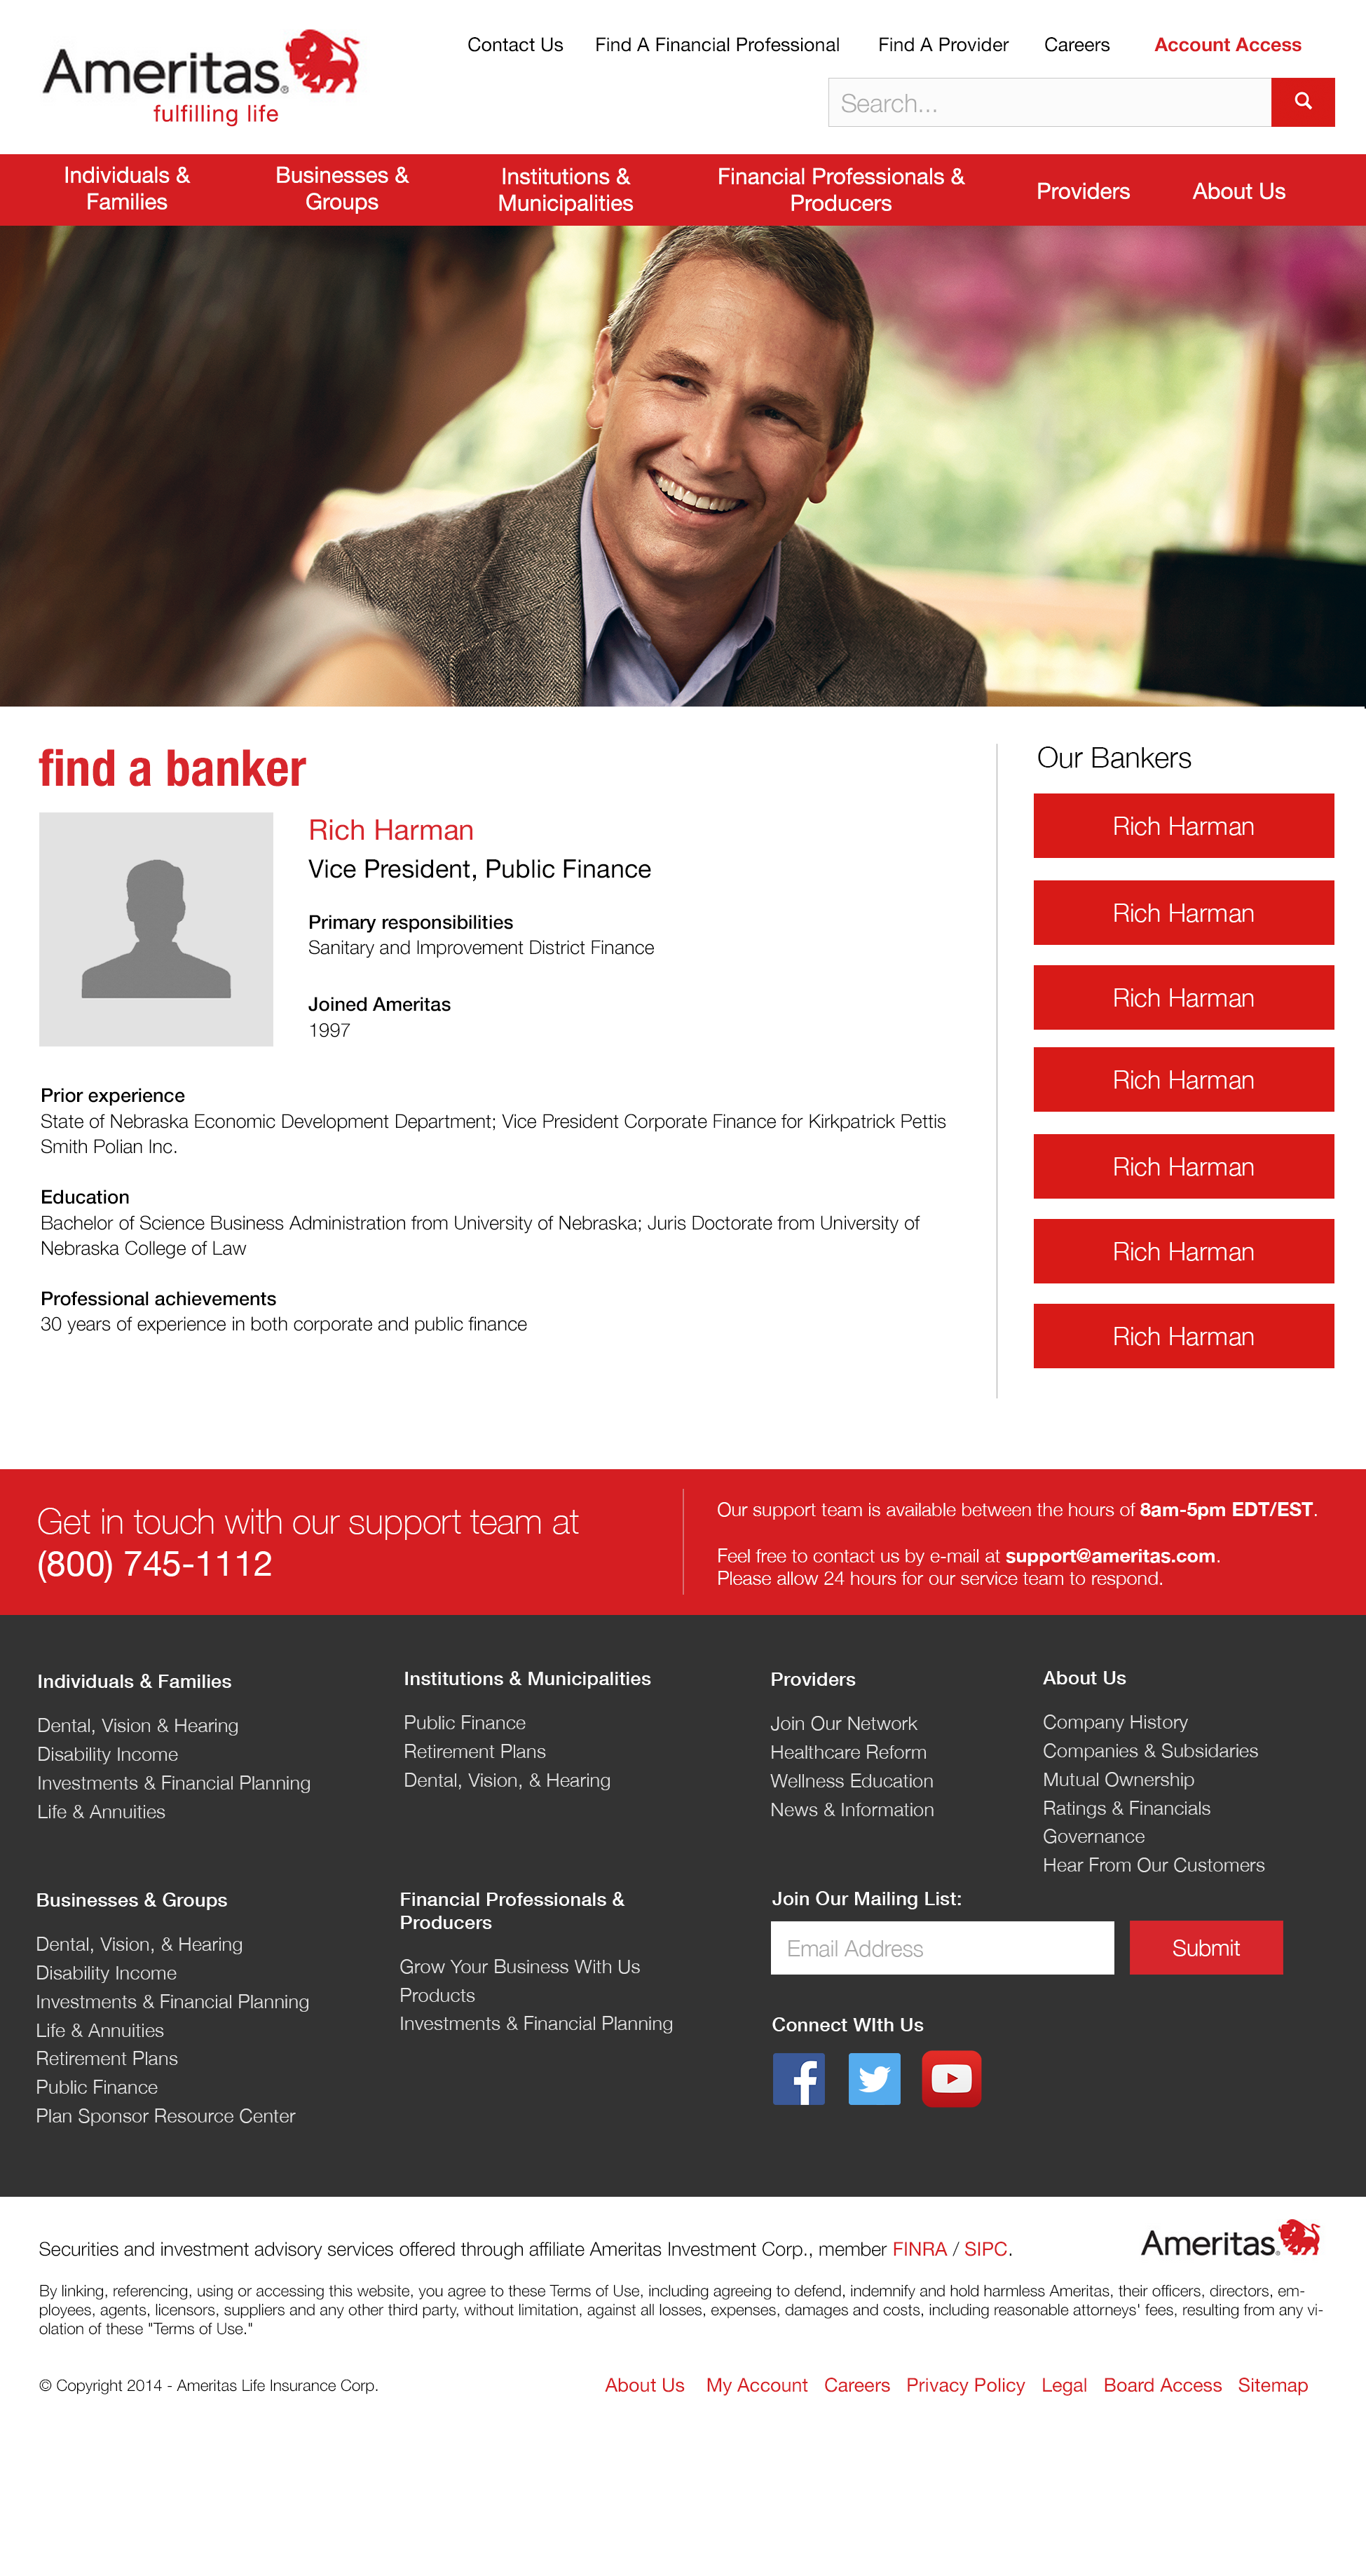 Ameritas®
fulfilling life
Contact Us
Find A Financial Professional
Find A Provider
Careers
Account Access
Search...
Individuals &
Families
Businesses &
Groups
Institutions &
Municipalities
Financial Professionals &
Producers
Providers
About Us
find a banker
Rich Harman
Vice President, Public Finance
Primary responsibilities
Sanitary and Improvement District Finance
Joined Ameritas
1997
Prior experience
State of Nebraska Economic Development Department; Vice President Corporate Finance for Kirkpatrick Pettis
Smith Polian Inc.
Education
Bachelor of Science Business Administration from University of Nebraska; Juris Doctorate from University of
Nebraska College of Law
Professional achievements
30 years of experience in both corporate and public finance
Our Bankers
Rich Harman
Rich Harman
Rich Harman
Rich Harman
Rich Harman
Rich Harman
Rich Harman
Get in touch with our support team at
(800) 745-1112
Our support team is available between the hours of 8am-5pm EDT/EST.
Feel free to contact us by e-mail at support@ameritas.com.
Please allow 24 hours for our service team to respond.
Individuals & Families
Dental, Vision & Hearing
Disability Income
Investments & Financial Planning
Life & Annuities
Institutions & Municipalities
Public Finance
Retirement Plans
Dental, Vision, & Hearing
Providers
Join Our Network
Healthcare Reform
Wellness Education
News & Information
About Us
Company History
Companies & Subsidaries
Mutual Ownership
Ratings & Financials
Governance
Hear From Our Customers
Businesses & Groups
Dental, Vision, & Hearing
Disability Income
Investments & Financial Planning
Life & Annuities
Retirement Plans
Public Finance
Plan Sponsor Resource Center
Financial Professionals &
Producers
Grow Your Business With Us
Products
Investments & Financial Planning
Join Our Mailing List:
Email Address
Submit
Connect WIth Us
Securities and investment advisory services offered through affiliate Ameritas Investment Corp., member FINRA / SIPC.
Ameritas®
By linking, referencing, using or accessing this website, you agree to these Terms of Use, including agreeing to defend, indemnify and hold harmless Ameritas, their officers, directors, em-
ployees, agents, licensors, suppliers and any other third party, without limitation, against all losses, expenses, damages and costs, including reasonable attorneys' fees, resulting from any vi-
olation of these "Terms of Use."
© Copyright 2014 - Ameritas Life Insurance Corp.
About Us
My Account
Careers
Privacy Policy
Legal
Board Access
Sitemap